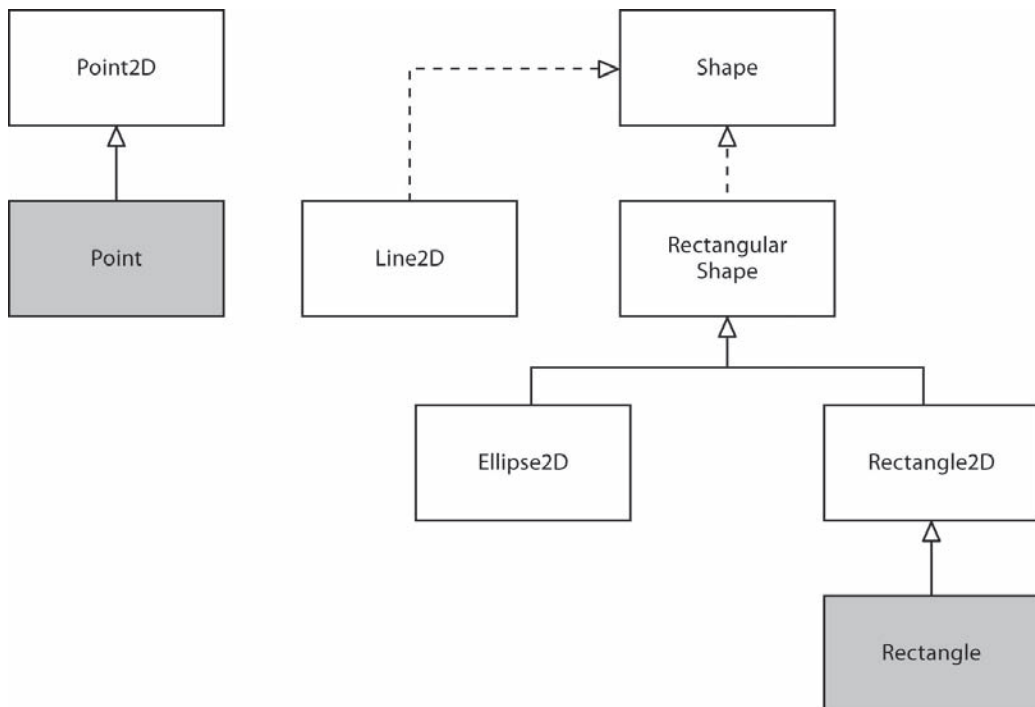 Point2D
Shape
Point
Line2D
Rectangular
Shape
Ellipse2D
Rectangle2D
Rectangle